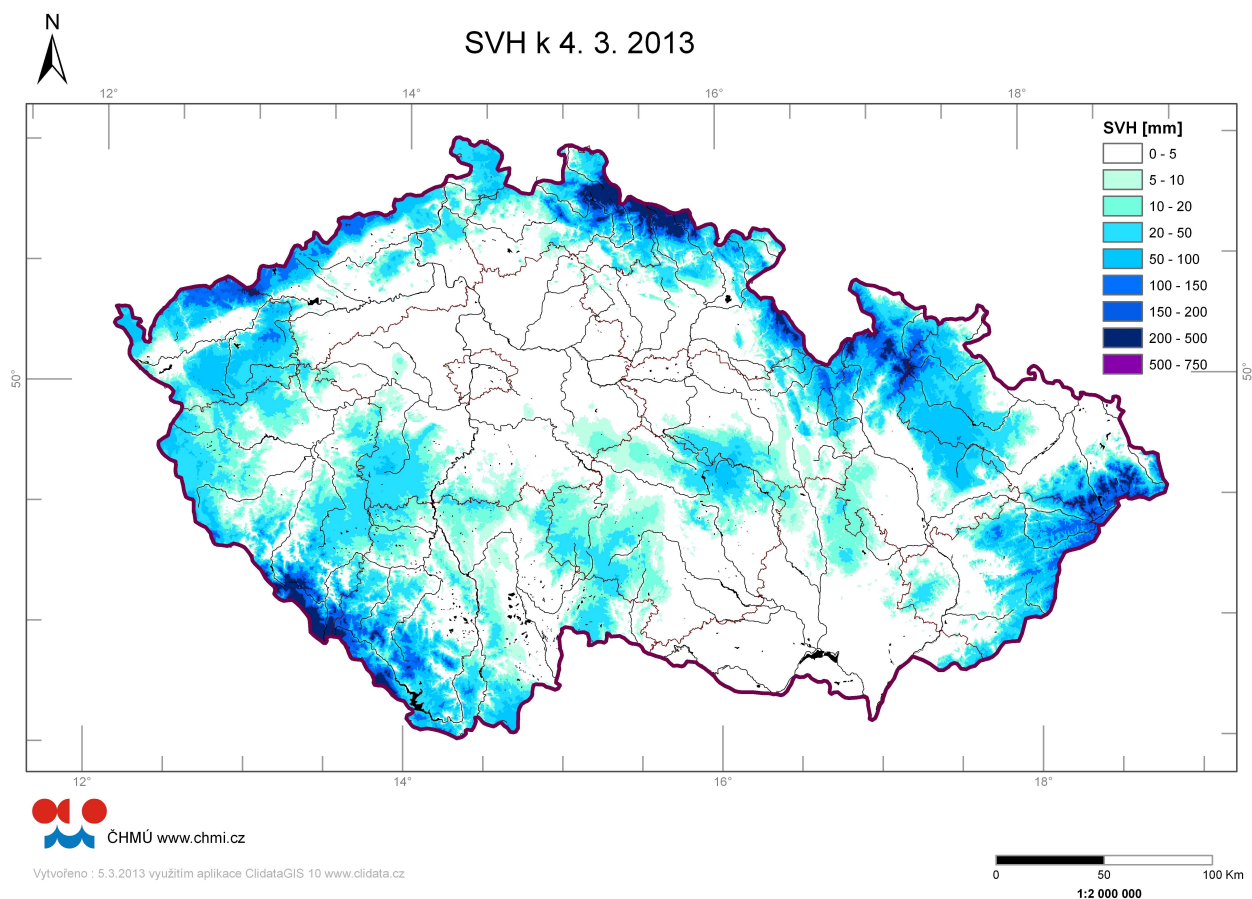 N
SVH k 4. 3. 2013
12° 14° 16° 18°
SVH [mm]
0 - 5
5 - 10
10 - 20
20 - 50
50 - 100
100 - 150
150 - 200
200 - 500
500 - 750
50° 50°
12° 14° 16° 18°
ČHMÚ www.chmi.cz
Vytvořeno : 5.3.2013 využitím aplikace ClidataGIS 10 www.clidata.cz
0 50 100 Km
1:2 000 000